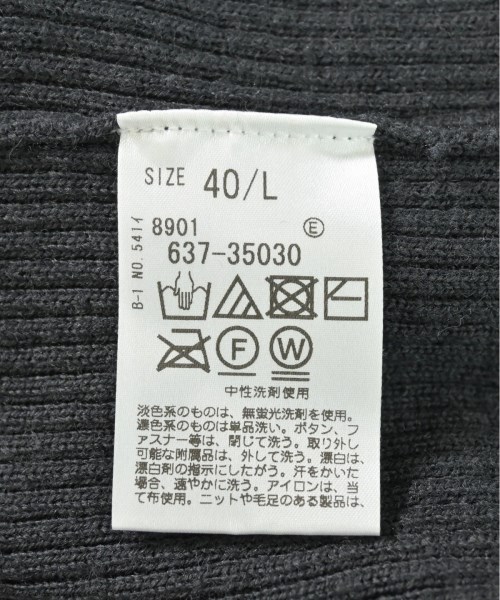 SIZE 40/L
8901 E
637-35030
B-1 NO.541イ
F W
中性洗剤使用
淡色系のものは、無蛍光洗剤を使用。
濃色系のものは単品洗い。ボタン、フ
ァスナー等は、閉じて洗う。取り外し
可能な附属品は、外して洗う。漂白は、
漂白剤の指示にしたがう。汗をかいた
場合、速やかに洗う。アイロンは、当
て布使用。ニットや毛足のある製品は、